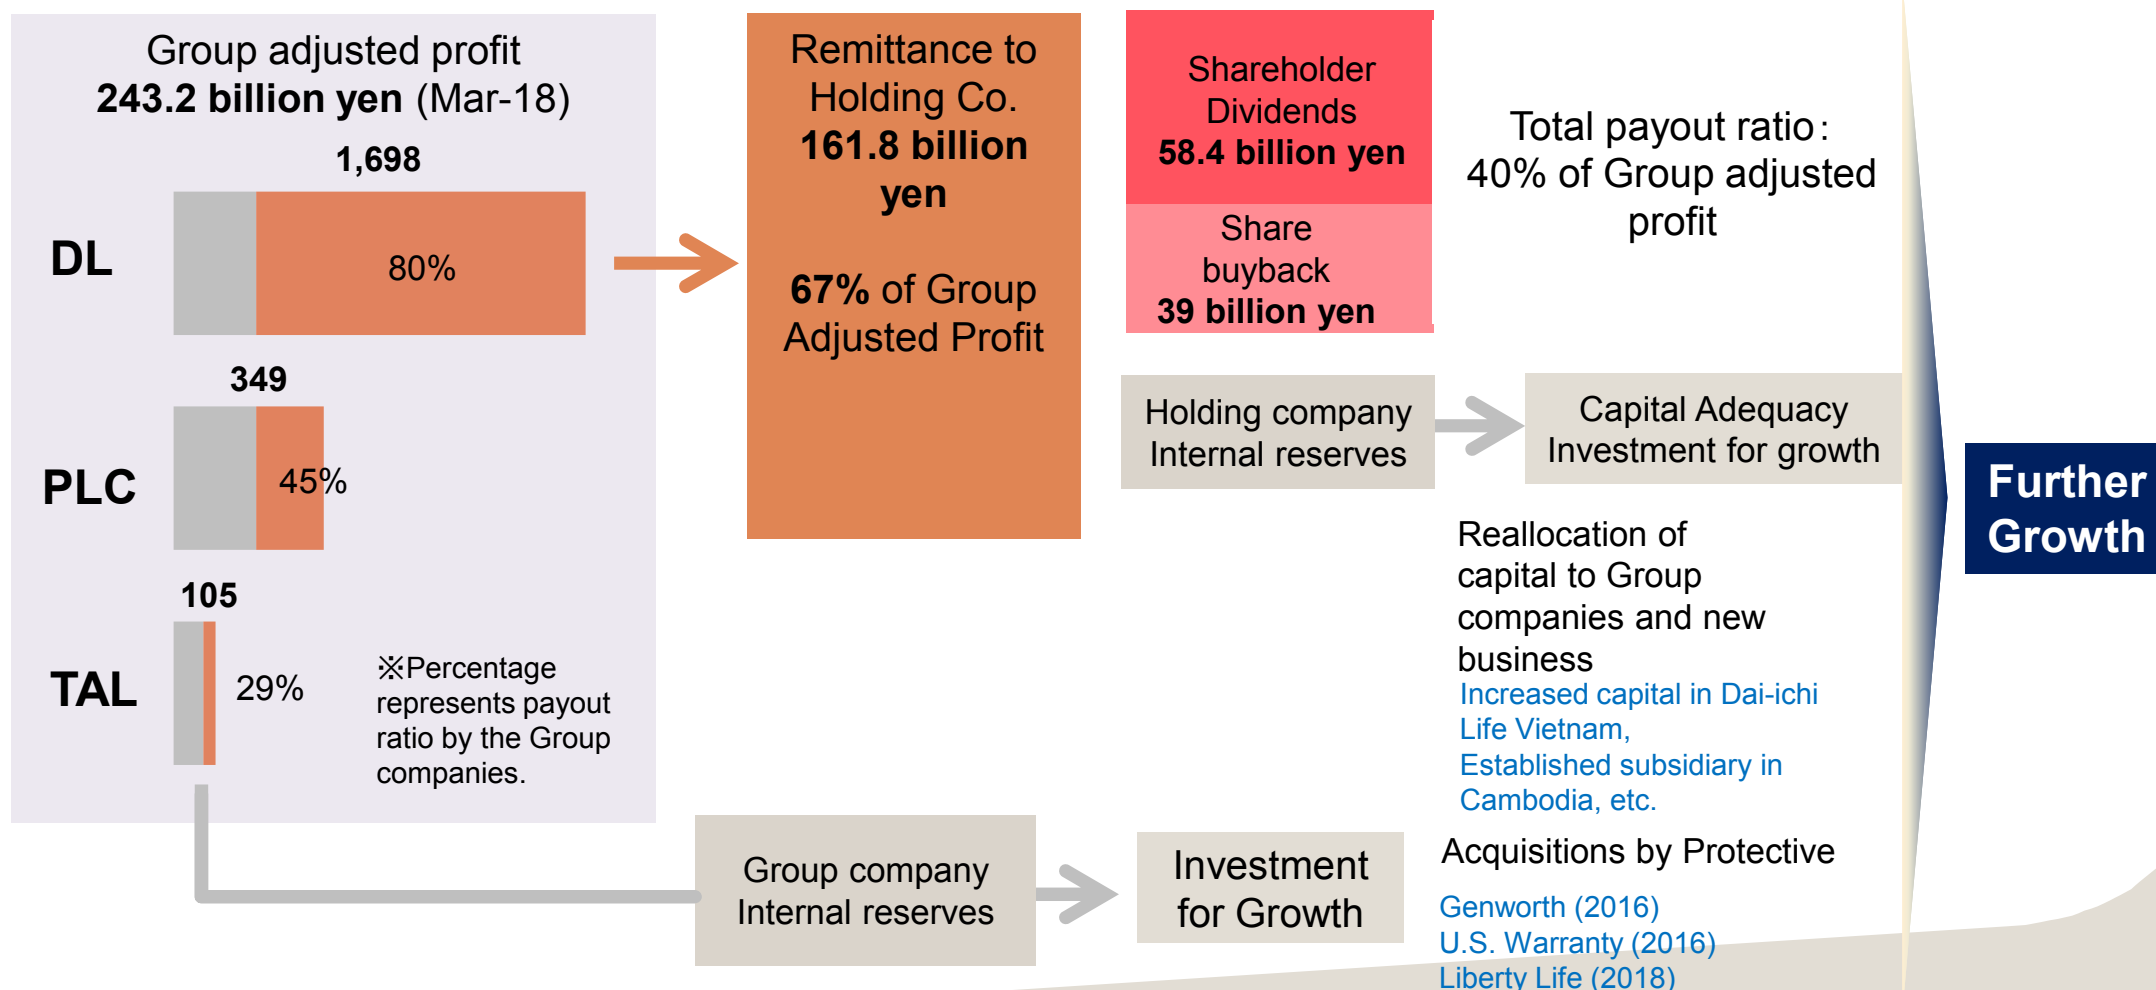 Group adjusted profit
243.2 billion yen (Mar-18)
1,698
DL
80%
349
PLC
45%
105
TAL
29%
※Percentage
represents payout
ratio by the Group
companies.
Remittance to
Holding Co.
161.8 billion
yen
67% of Group
Adjusted Profit
Shareholder
Dividends
58.4 billion yen
Share
buyback
39 billion yen
Total payout ratio：
40% of Group adjusted
profit
Holding company
Internal reserves
Capital Adequacy
Investment for growth
Reallocation of
capital to Group
companies and new
business
Increased capital in Dai-ichi
Life Vietnam,
Established subsidiary in
Cambodia, etc.
Group company
Internal reserves
Investment
for Growth
Acquisitions by Protective
Genworth (2016)
U.S. Warranty (2016)
Liberty Life (2018)
Further
Growth